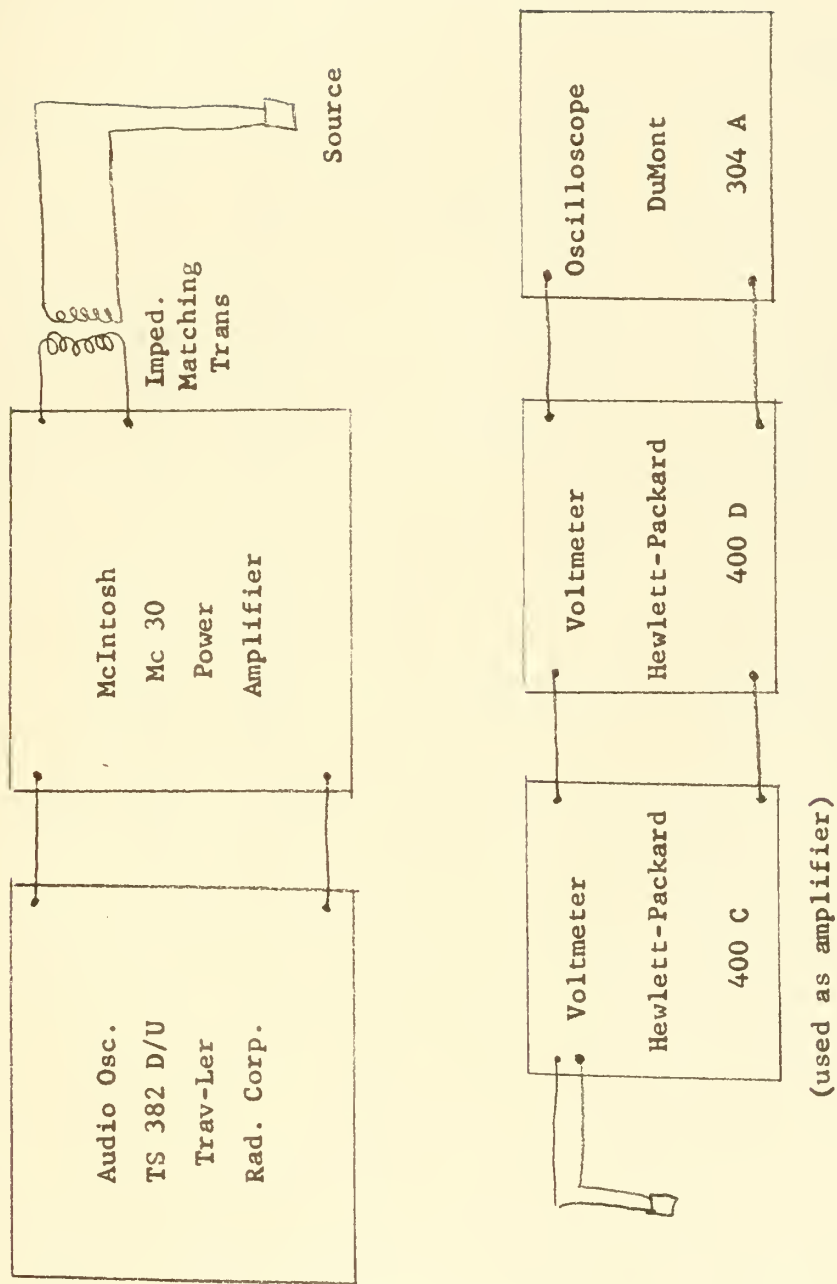 Audio Osc.
TS 382 D/U
Trav-Ler
Rad. Corp.
McIntosh
Mc 30
Power
Amplifier
Imped.
Matching
Trans
Source
Voltmeter
Hewlett-Packard
400 C
(used as amplifier)
Voltmeter
Hewlett-Packard
400 D
Oscilloscope
DuMont
304 A